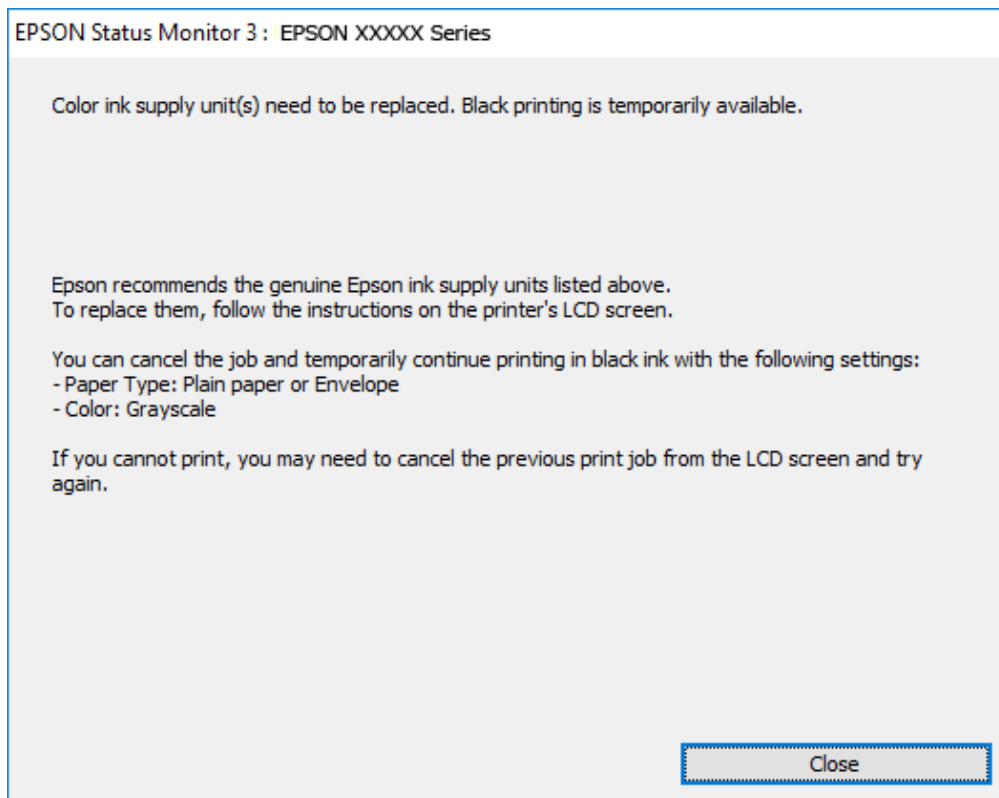 EPSON Status Monitor 3 : EPSON XXXXX Series
Color ink supply unit(s) need to be replaced. Black printing is temporarily available.
Epson recommends the genuine Epson ink supply units listed above.
To replace them, follow the instructions on the printer's LCD screen.
You can cancel the job and temporarily continue printing in black ink with the following settings:
- Paper Type: Plain paper or Envelope
- Color: Grayscale
If you cannot print, you may need to cancel the previous print job from the LCD screen and try
again.
Close